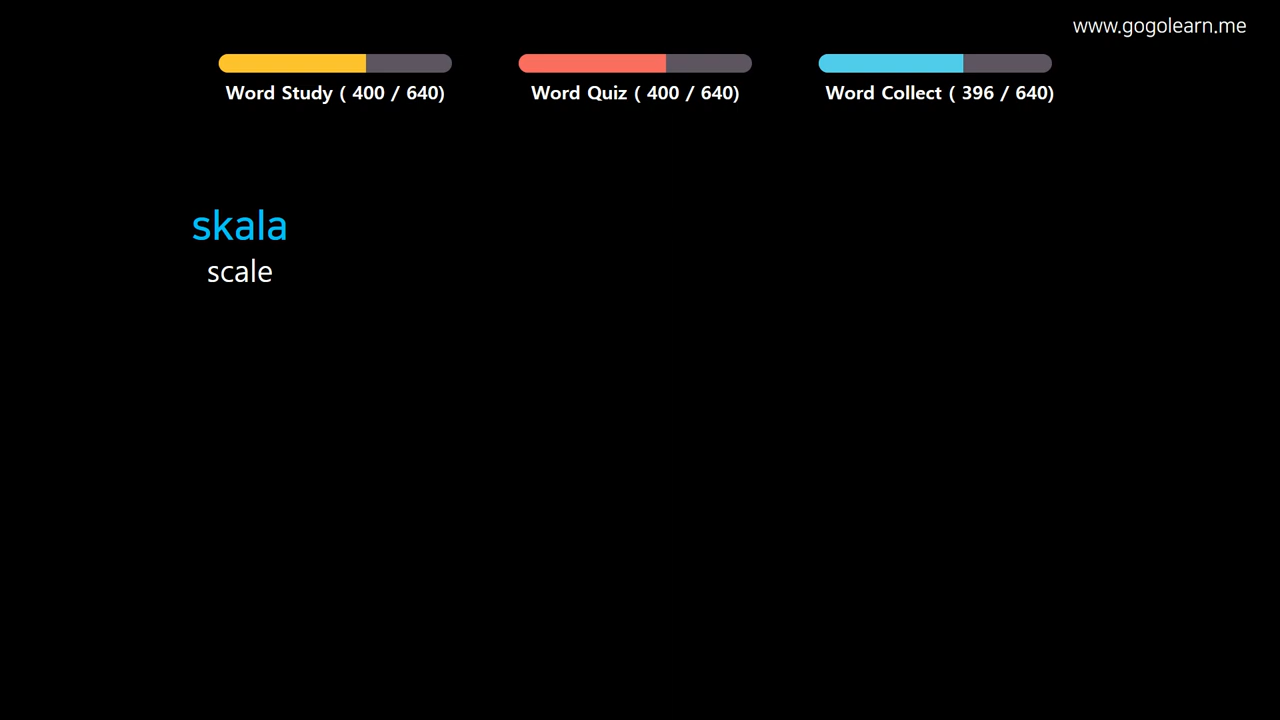 www.gogolearn.me
Word Study ( 400 / 640)
Word Quiz ( 400 / 640)
Word Collect ( 396 / 640)
skala
scale